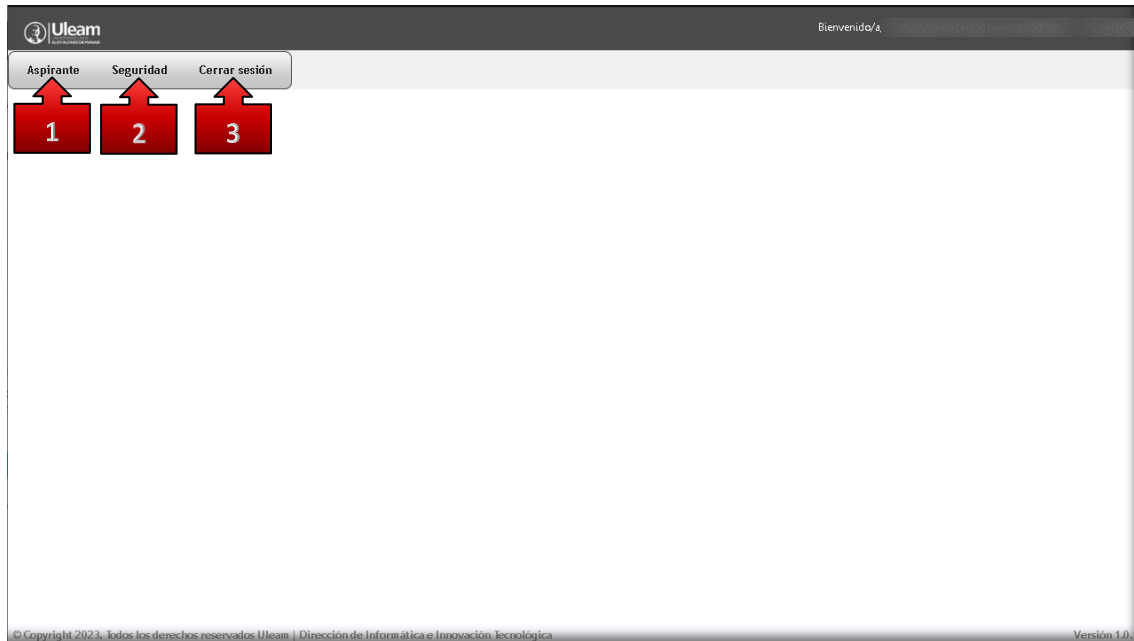 Uleam
Bienvenido/a,
Aspirante Seguridad Cerrar sesión
1 2 3
© Copyright 2023, Todos los derechos reservados Uleam | Dirección de Informática e Innovación Tecnológica Versión 1.0